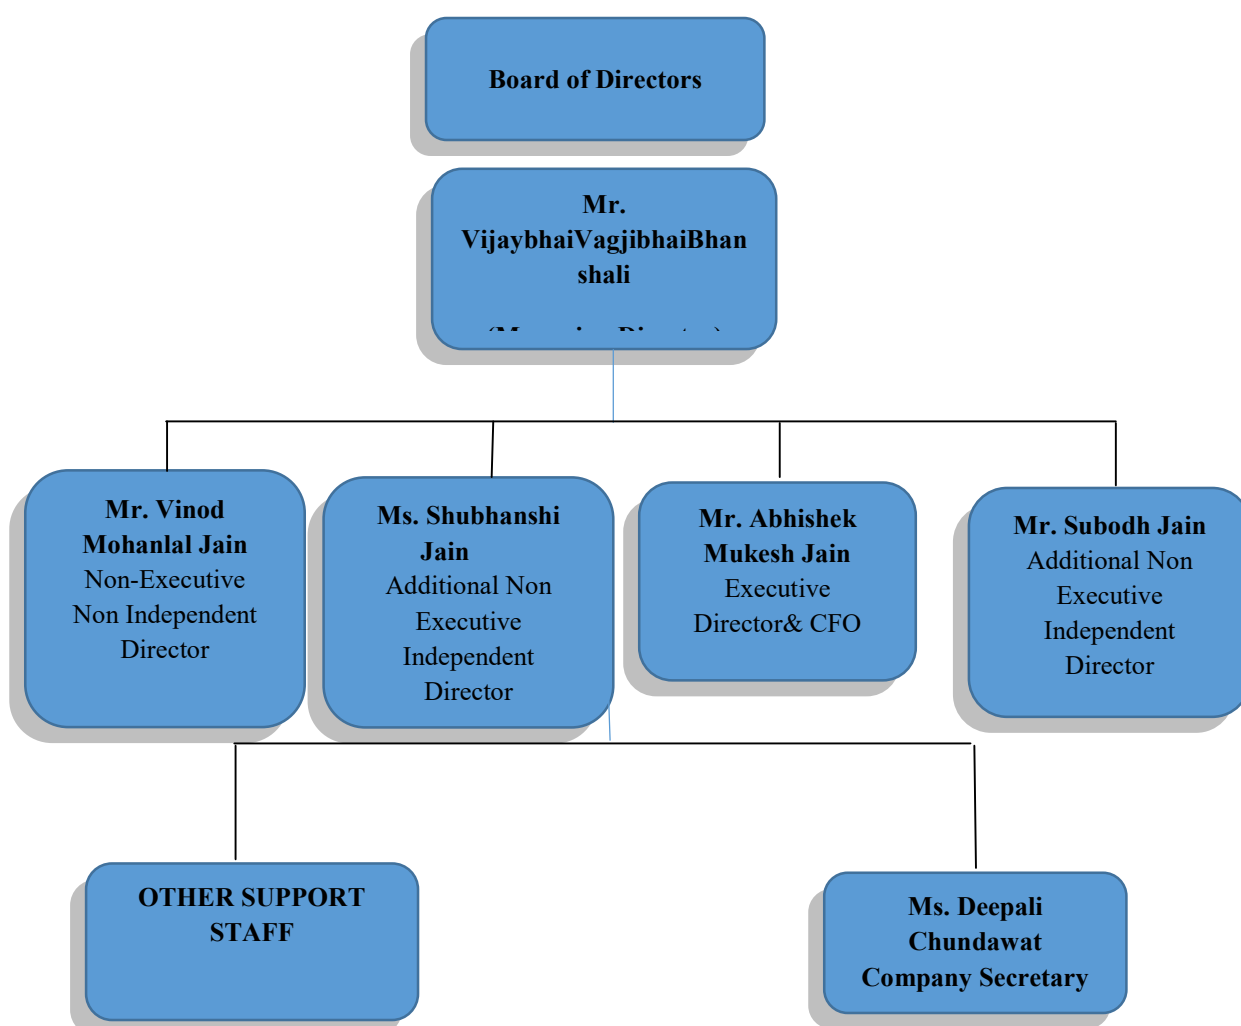 Board of Directors
Mr.
VijaybhaiVagjibhaiBhan
shali
(Managing Director)
Mr. Vinod
Mohanlal Jain
Non-Executive
Non Independent
Director
Ms. Shubhanshi
Jain
Additional Non
Executive
Independent
Director
Mr. Abhishek
Mukesh Jain
Executive
Director& CFO
Mr. Subodh Jain
Additional Non
Executive
Independent
Director
OTHER SUPPORT
STAFF
Ms. Deepali
Chundawat
Company Secretary